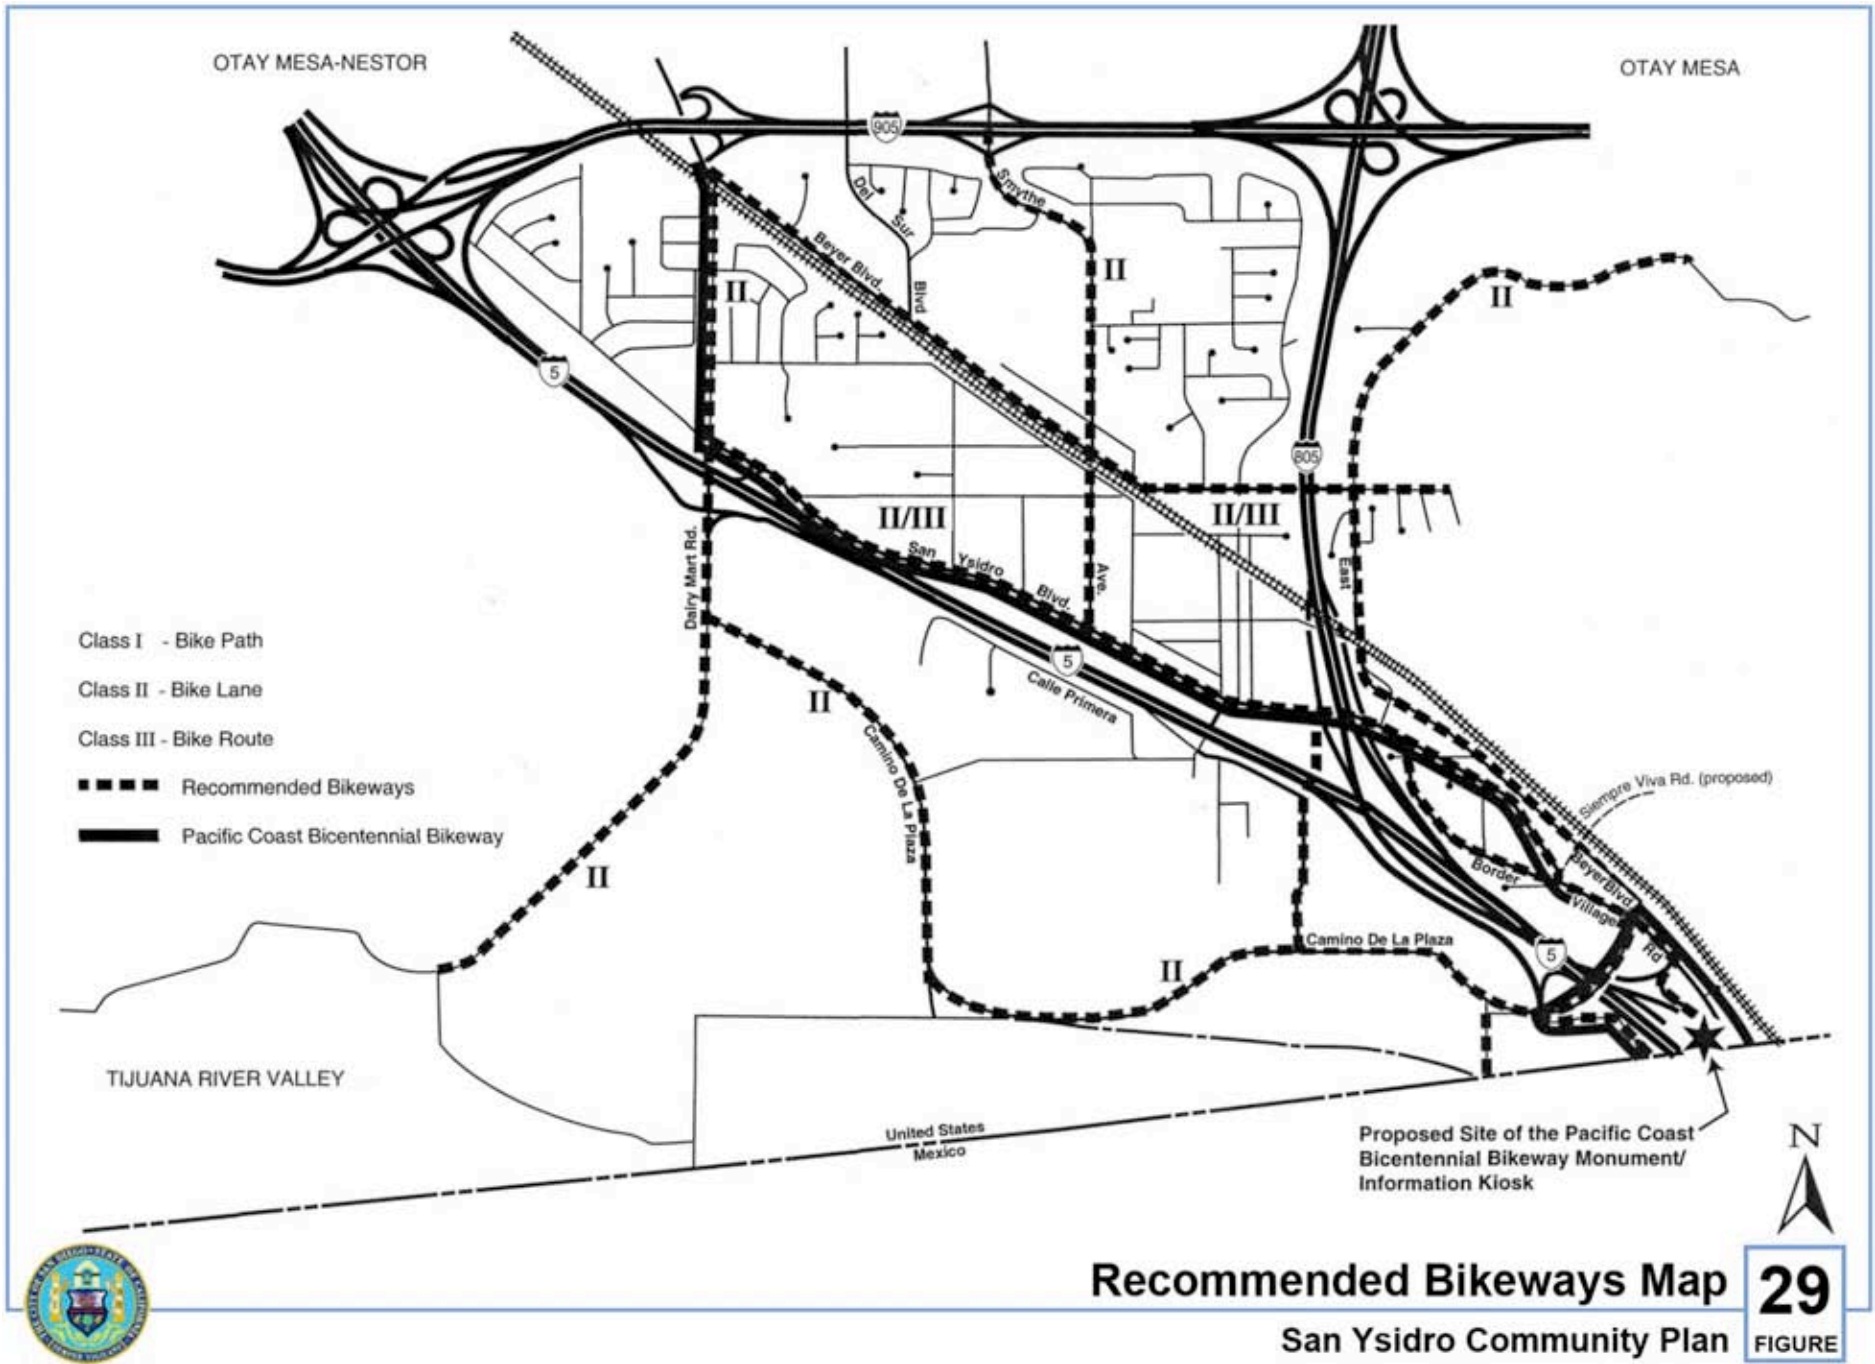 OTAY MESA-NESTOR
OTAY MESA
905
Smythe
Del
Sur
Blvd
Beyer Blvd.
II
II
II
5
805
II/III
II/III
San
Ysidro
Blvd.
Ave.
East
Dairy Mart Rd.
Class I - Bike Path
Class II - Bike Lane
Class III - Bike Route
Recommended Bikeways
Pacific Coast Bicentennial Bikeway
5
Calle Primera
II
Camino De La Plaza
Siempre Viva Rd. (proposed)
II
Border
Village
Rd
Beyer Blvd.
Camino De La Plaza
5
II
TIJUANA RIVER VALLEY
United States
Mexico
Proposed Site of the Pacific Coast
Bicentennial Bikeway Monument/
Information Kiosk
N
Recommended Bikeways Map
San Ysidro Community Plan
29
FIGURE